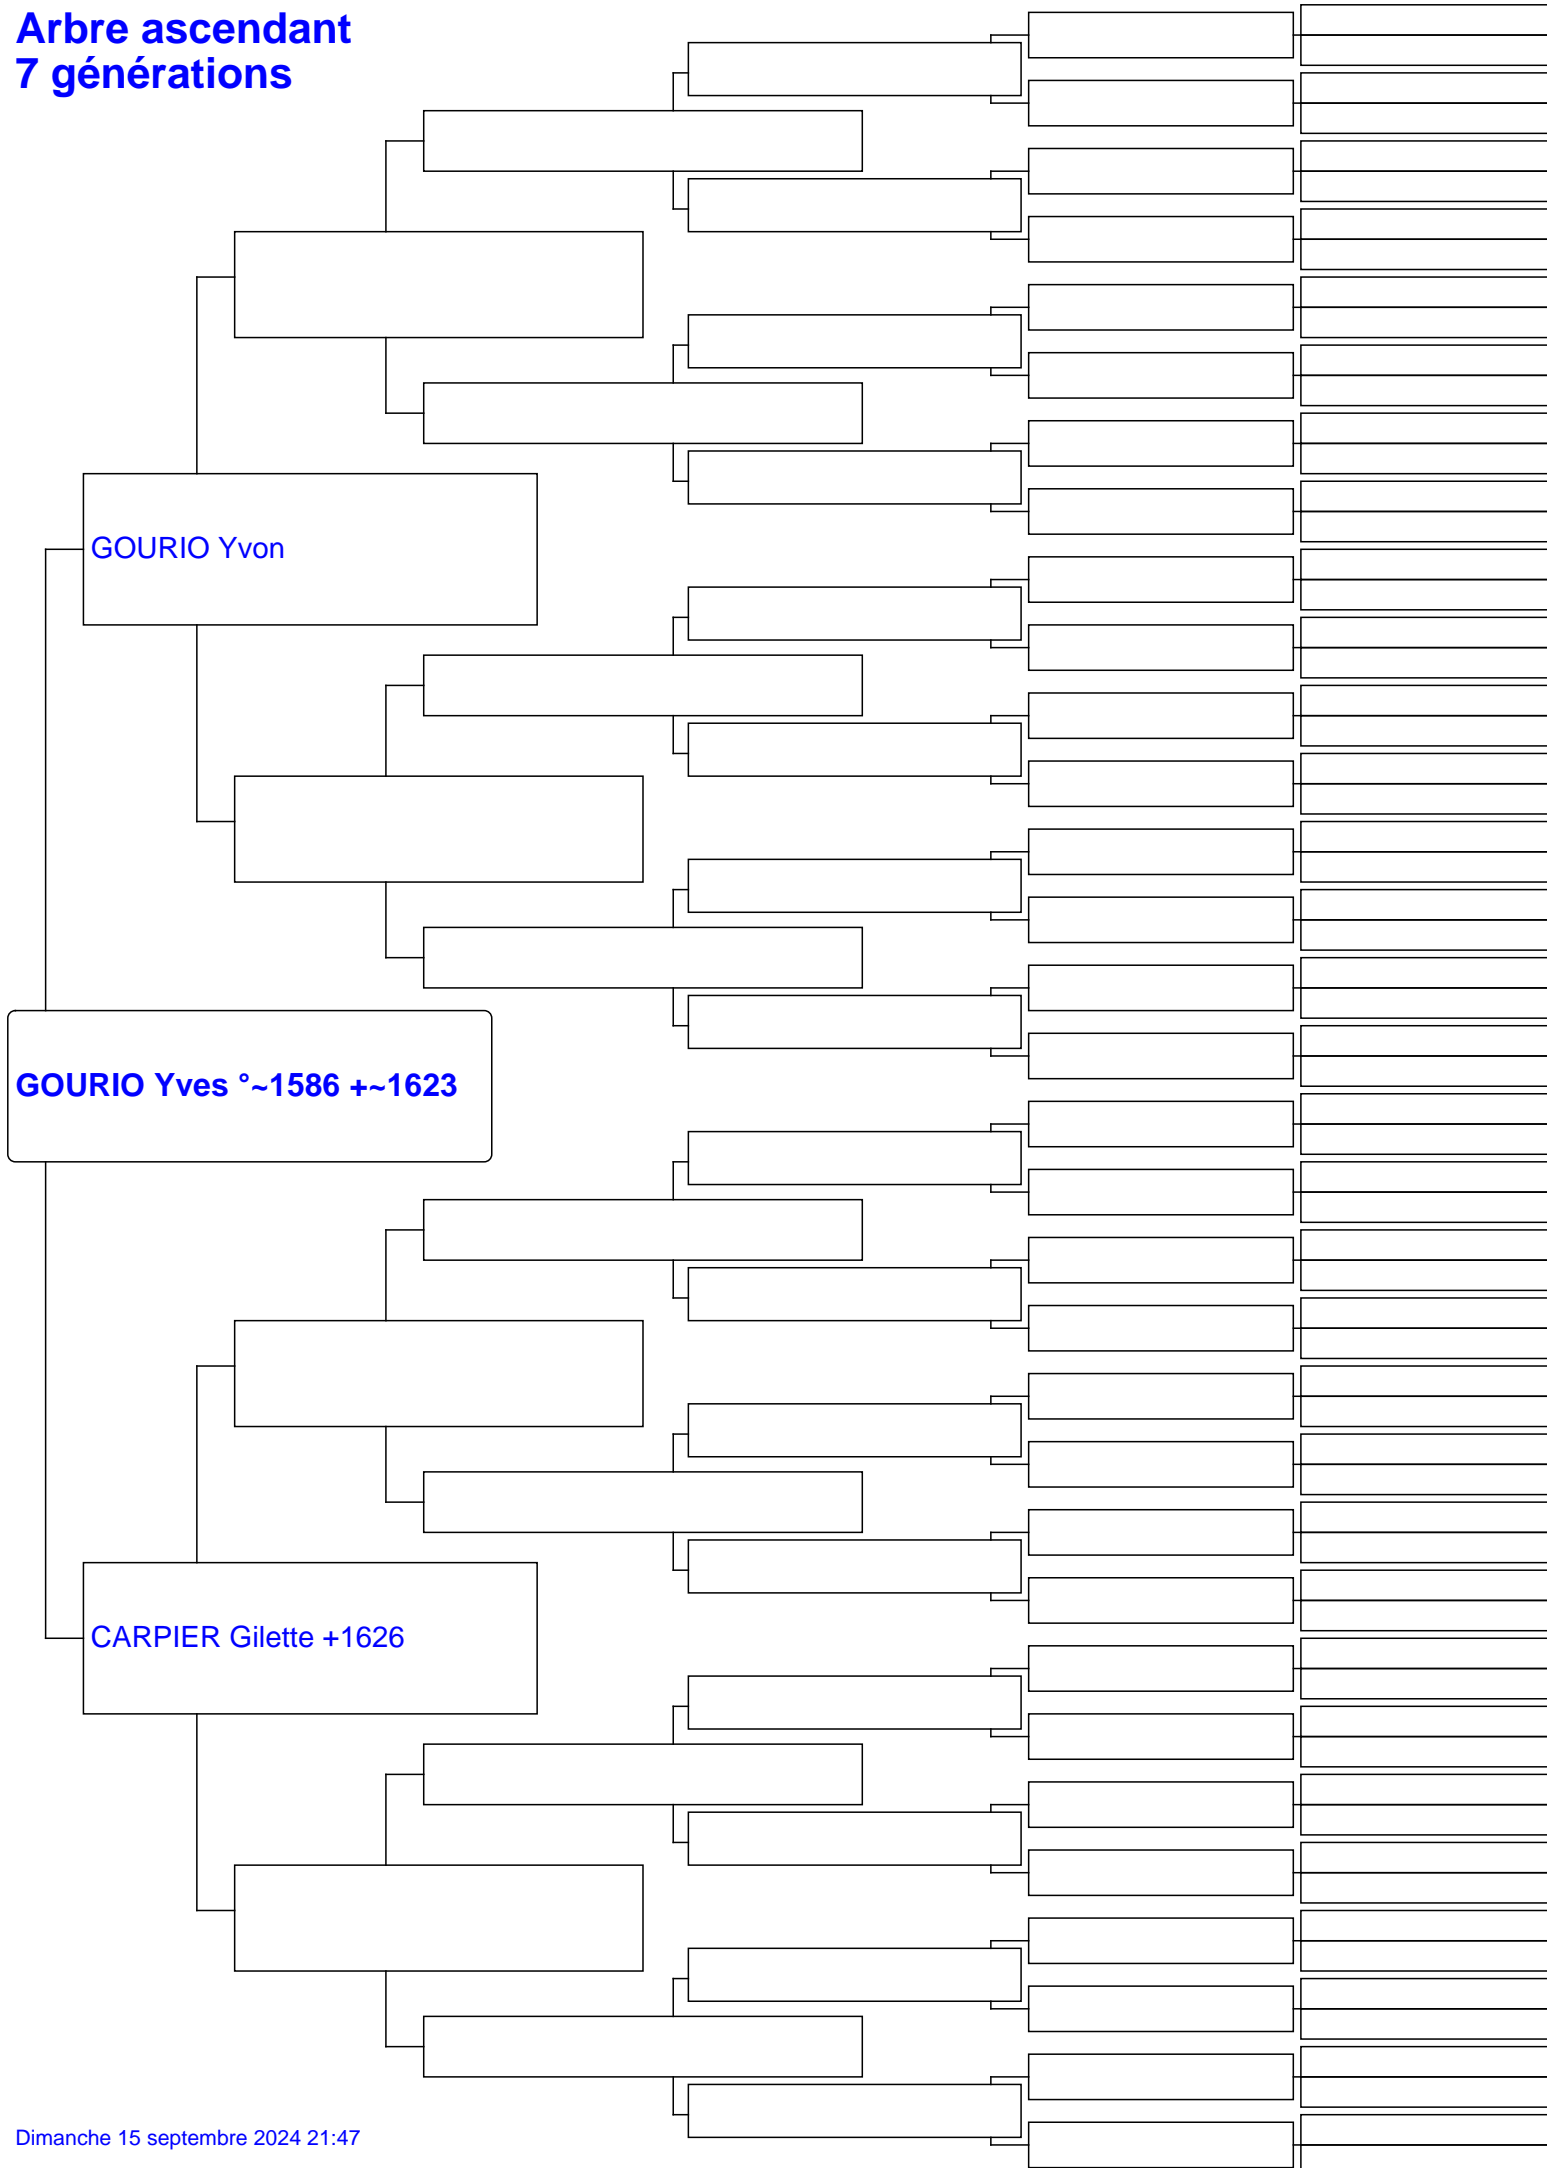 Arbre ascendant
7 générations
GOURIO Yvon
GOURIO Yves °~1586 +~1623
CARPIER Gilette +1626
Dimanche 15 septembre 2024 21:47